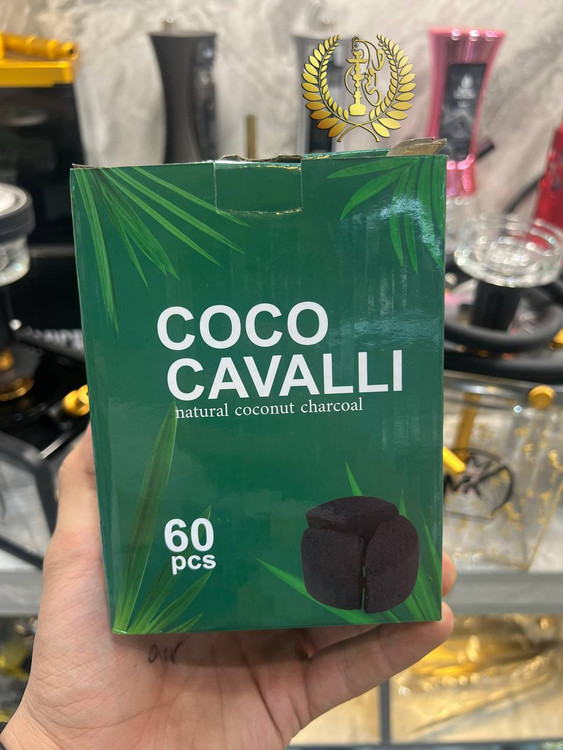 COCO
CAVALLI
natural coconut charcoal
60
pcs